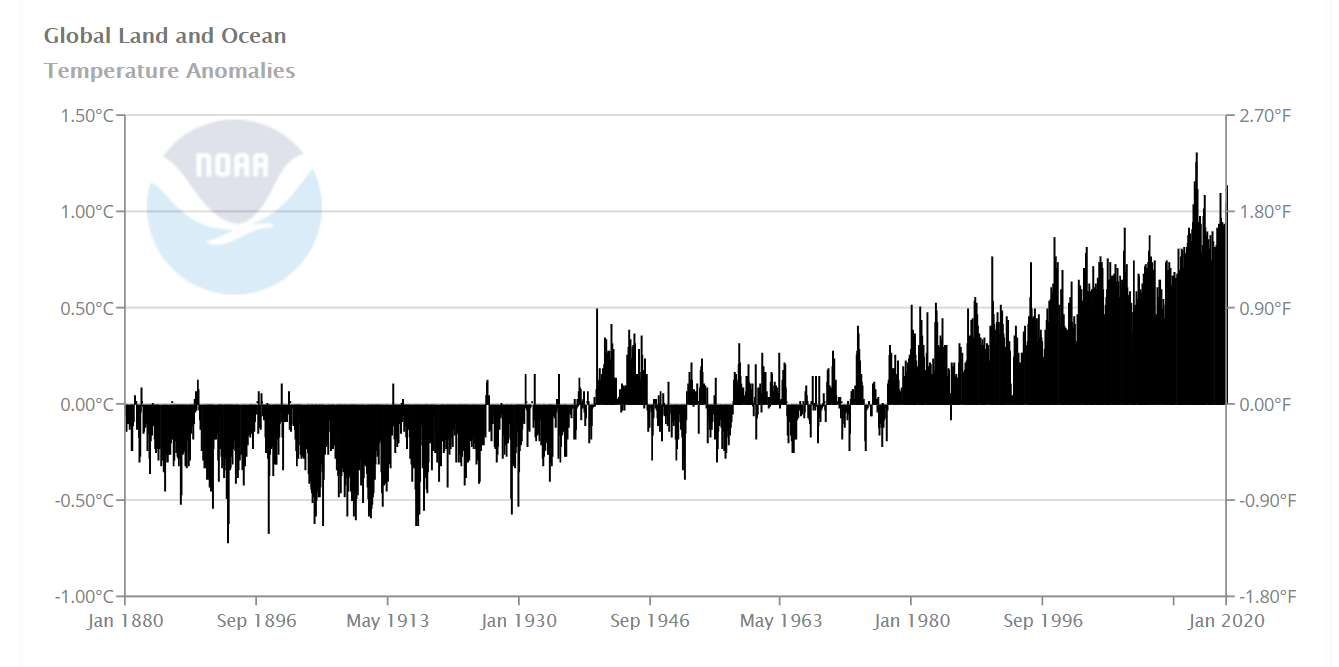 Global Land and Ocean
Temperature Anomalies
1.50°C 2.70°F
NOAA
1.00°C 1.80°F
0.50°C 0.90°F
0.00°C 0.00°F
-0.50°C -0.90°F
-1.00°C -1.80°F
Jan 1880 Sep 1896 May 1913 Jan 1930 Sep 1946 May 1963 Jan 1980 Sep 1996 Jan 2020